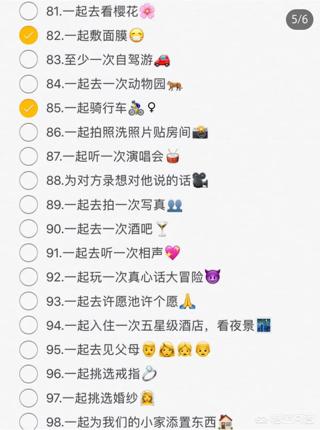 5/6
81.一起去看樱花🌸
82.一起敷面膜😷
83.至少一次自驾游🚗
84.一起去一次动物园🐅
85.一起骑行车🚴‍♀
86.一起拍照洗照片贴房间📸
87.一起听一次演唱会🥁
88.为对方录想对他说的话🎥
89.一起去拍一次写真👥
90.一起去一次酒吧🍸
91.一起去听一次相声💖
92.一起玩一次真心话大冒险😈
93.一起去许愿池许个愿🙏
94.一起入住一次五星级酒店，看夜景🌃
95.一起去见父母👨👩👧👦
96.一起挑选戒指💍
97.一起挑选婚纱👰
98.一起为我们的小家添置东西🏠